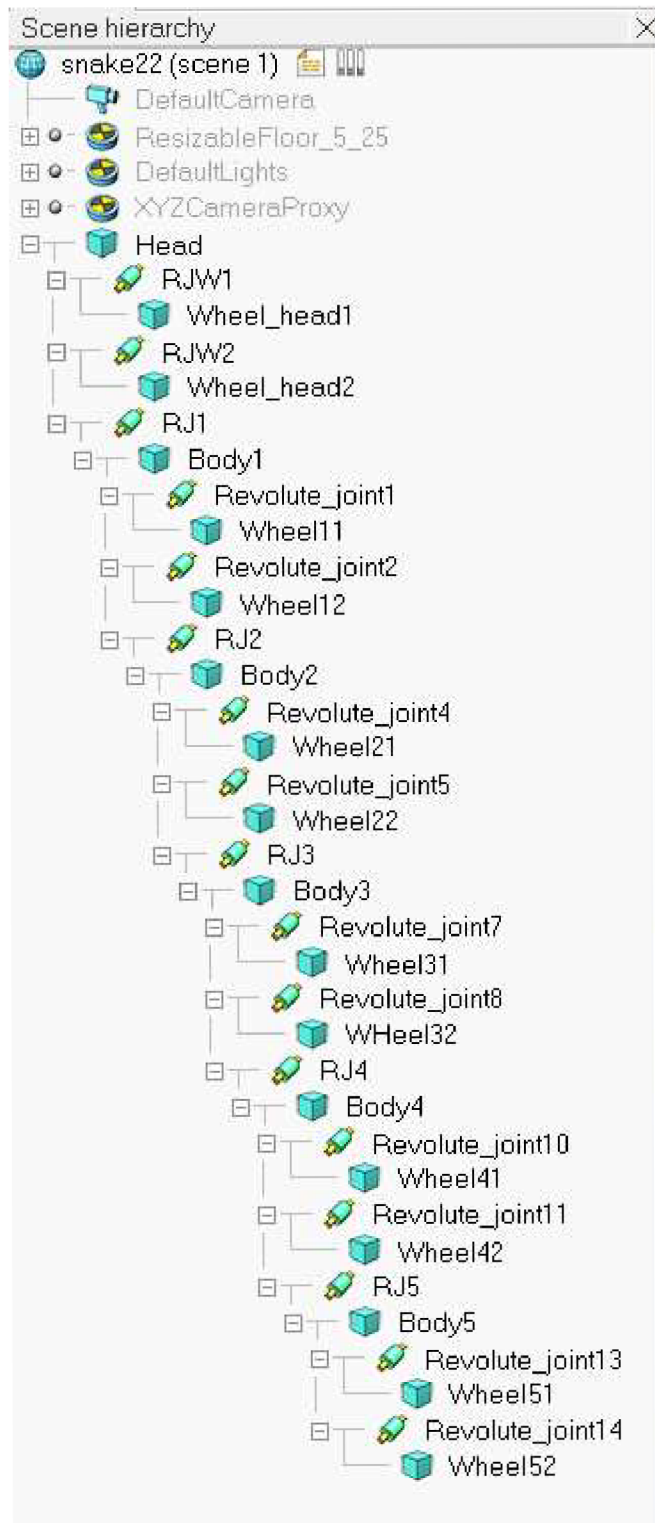 Scene hierarchy
snake22 (scene 1)
DefaultCamera
ResizableFloor_5_25
DefaultLights
XYZCameraProxy
Head
RJW1
Wheel_head1
RJW2
Wheel_head2
RJ1
Body1
Revolute_joint1
Wheel11
Revolute_joint2
Wheel12
RJ2
Body2
Revolute_joint4
Wheel21
Revolute_joint5
Wheel22
RJ3
Body3
Revolute_joint7
Wheel31
Revolute_joint8
WHeel32
RJ4
Body4
Revolute_joint10
Wheel41
Revolute_joint11
Wheel42
RJ5
Body5
Revolute_joint13
Wheel51
Revolute_joint14
Wheel52